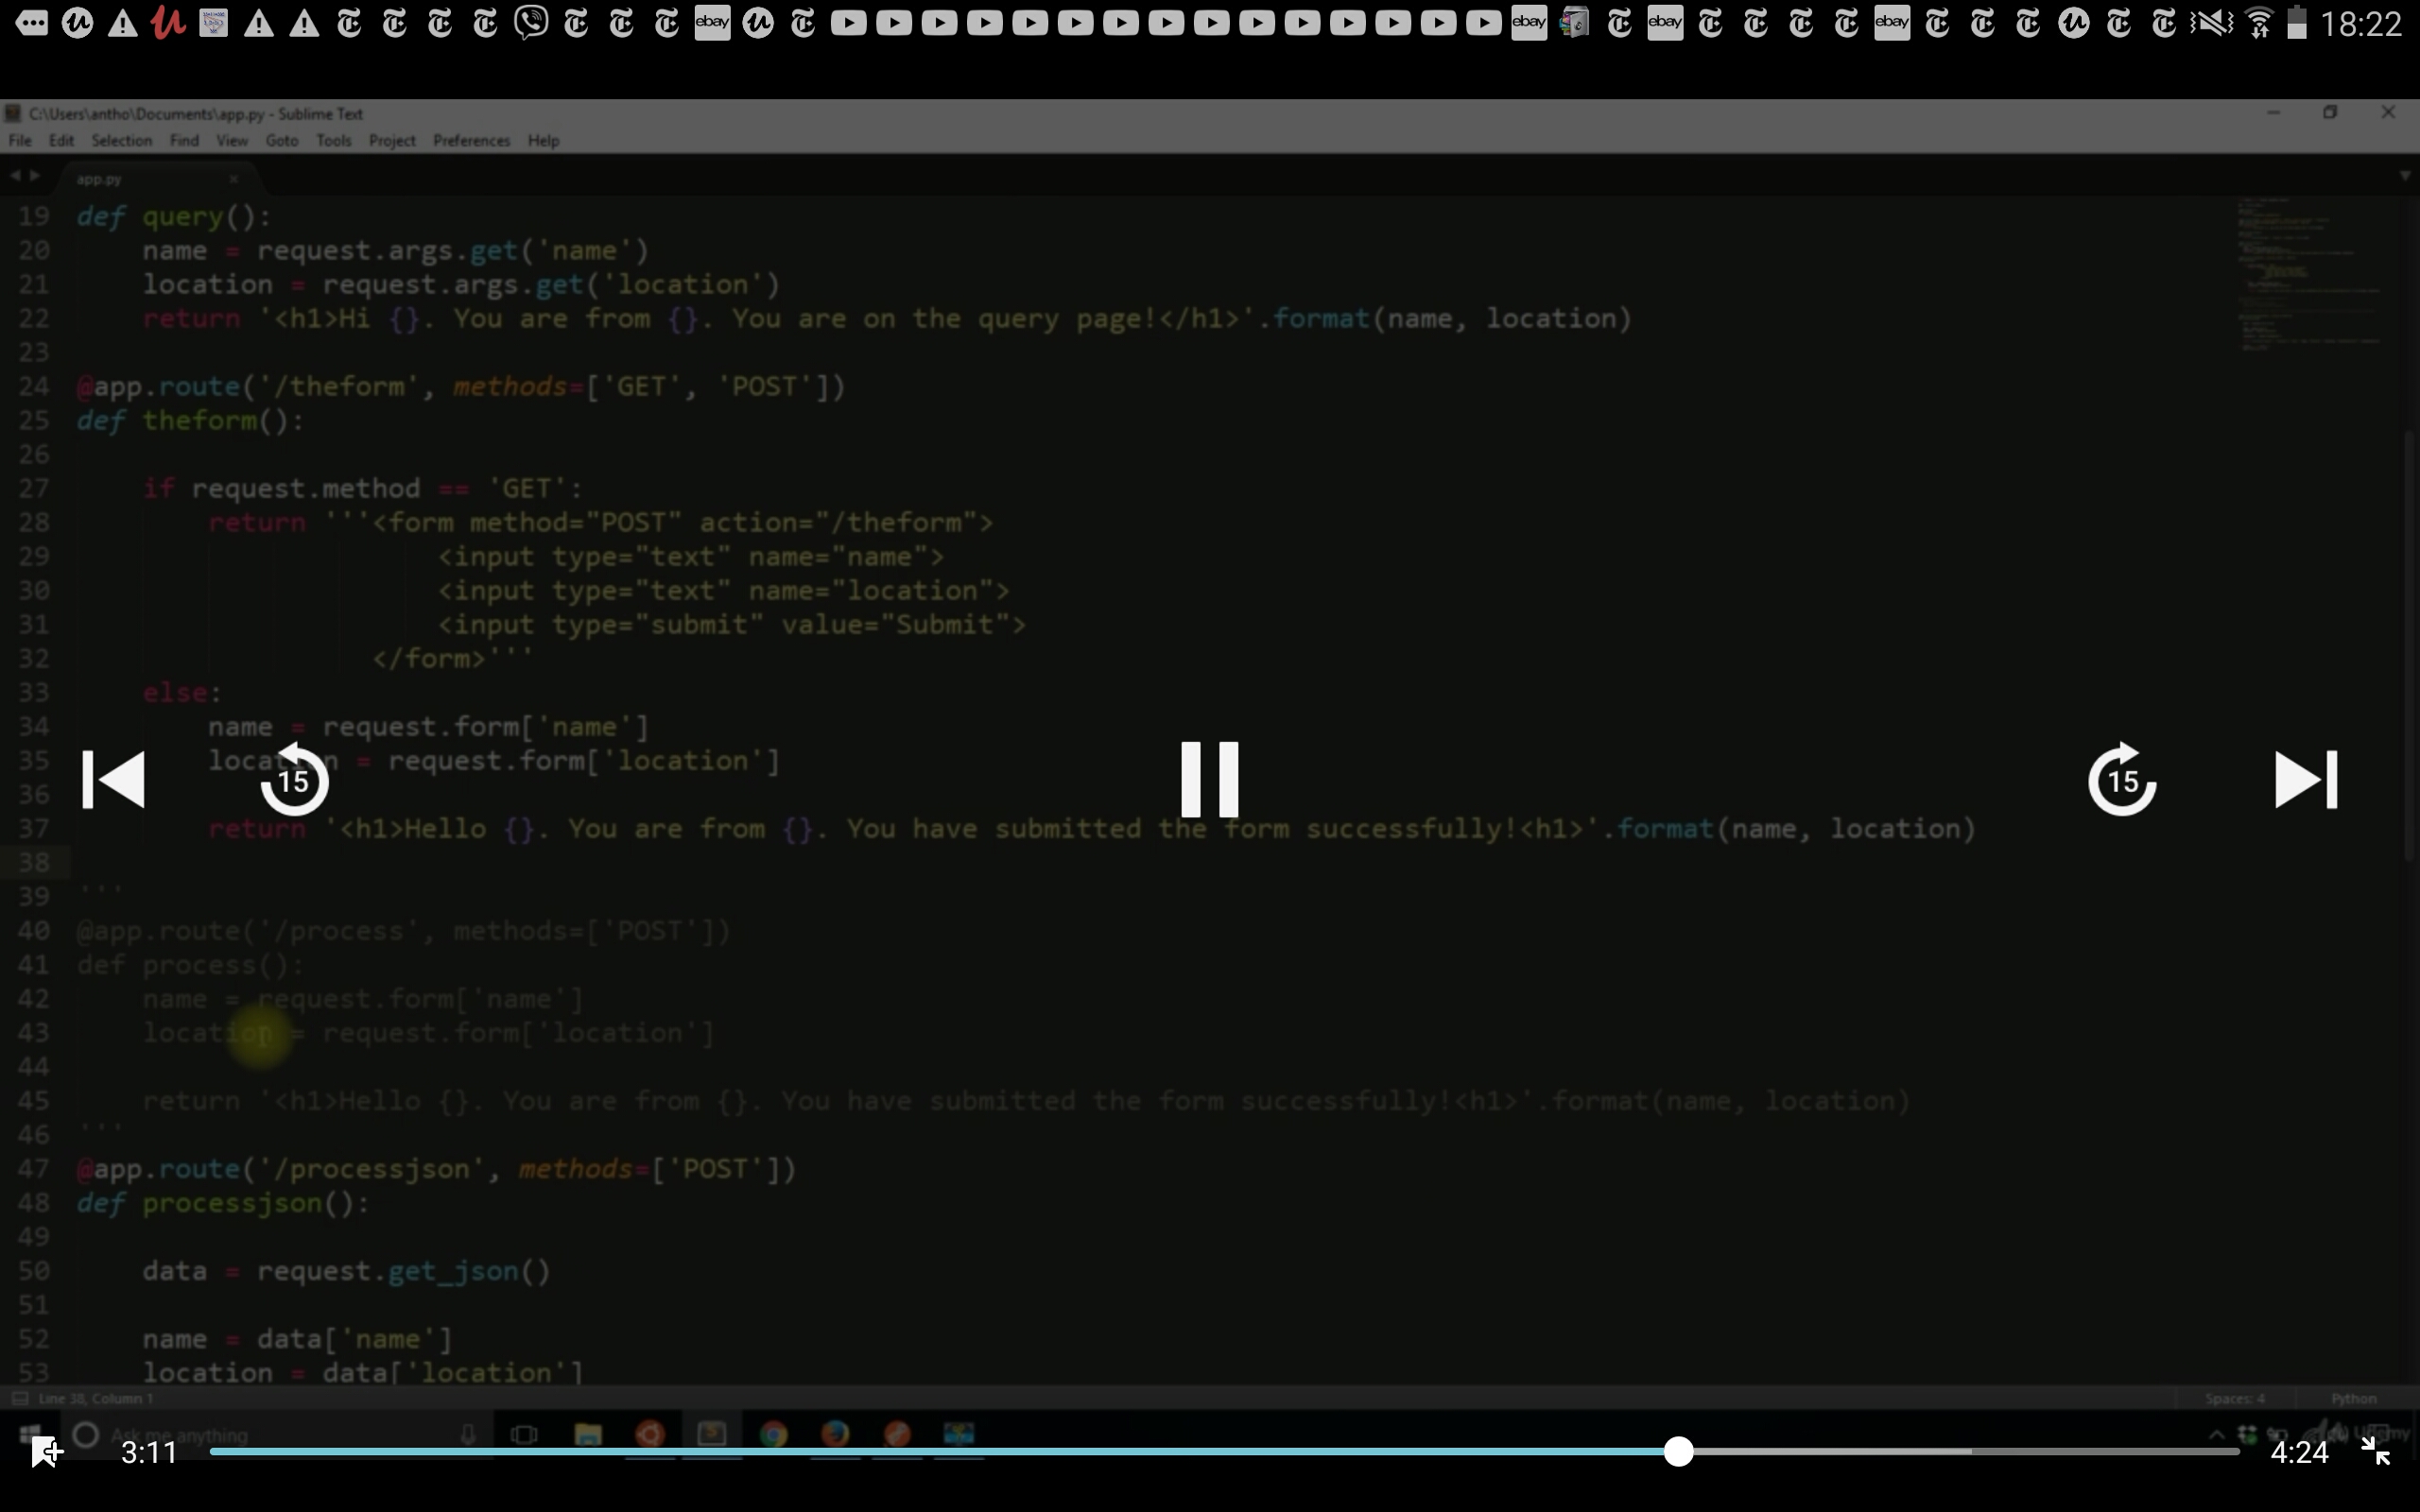 ebay ebay ebay ebay 18:22
C:\Users\antho\Documents\app.py - Sublime Text
File Edit Selection Find View Goto Tools Project Preferences Help
app.py
19 def query():
20 name = request.args.get('name')
21 location = request.args.get('location')
22 return '<h1>Hi {}. You are from {}. You are on the query page!</h1>'.format(name, location)
23
24 @app.route('/theform', methods=['GET', 'POST'])
25 def theform():
26
27 if request.method == 'GET':
28 return '''<form method="POST" action="/theform">
29 <input type="text" name="name">
30 <input type="text" name="location">
31 <input type="submit" value="Submit">
32 </form>'''
33 else:
34 name = request.form['name']
35 location = request.form['location']
15
15
36
37 return '<h1>Hello {}. You are from {}. You have submitted the form successfully!<h1>'.format(name, location)
38
39 '''
40 @app.route('/process', methods=['POST'])
41 def process():
42 name = request.form['name']
43 location = request.form['location']
44
45 return '<h1>Hello {}. You are from {}. You have submitted the form successfully!<h1>'.format(name, location)
46 '''
47 @app.route('/processjson', methods=['POST'])
48 def processjson():
49
50 data = request.get_json()
51
52 name = data['name']
53 location = data['location']
Line 38, Column 1 Spaces: 4 Python
Ask me anything
3:11 4:24